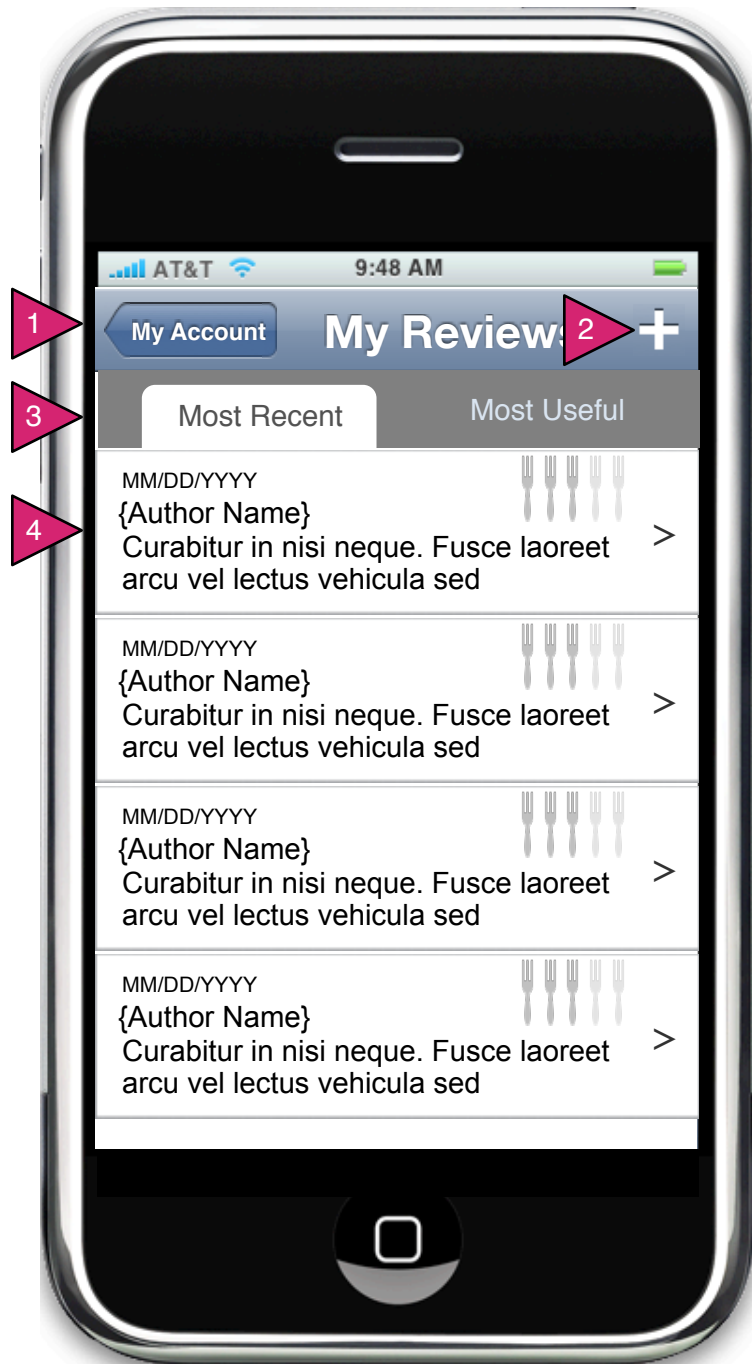 AT&T 9:48 AM
1 My Account My Reviews 2 +
3 Most Recent Most Useful
MM/DD/YYYY
4 {Author Name}
Curabitur in nisi neque. Fusce laoreet >
arcu vel lectus vehicula sed
MM/DD/YYYY
{Author Name}
Curabitur in nisi neque. Fusce laoreet >
arcu vel lectus vehicula sed
MM/DD/YYYY
{Author Name}
Curabitur in nisi neque. Fusce laoreet >
arcu vel lectus vehicula sed
MM/DD/YYYY
{Author Name}
Curabitur in nisi neque. Fusce laoreet >
arcu vel lectus vehicula sed